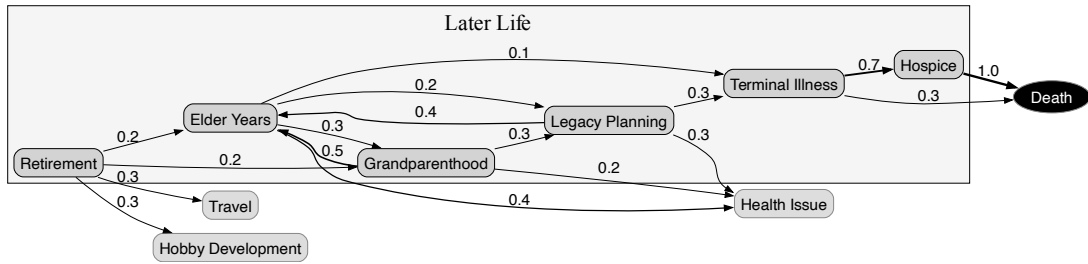 Later Life
0.1
0.7
Hospice
1.0
Terminal Illness
0.2
0.3
Death
0.3
Elder Years
0.4
Legacy Planning
0.2
0.3
0.3
0.3
0.5
Retirement
0.2
Grandparenthood
0.2
0.3
0.4
Travel
Health Issue
0.3
Hobby Development